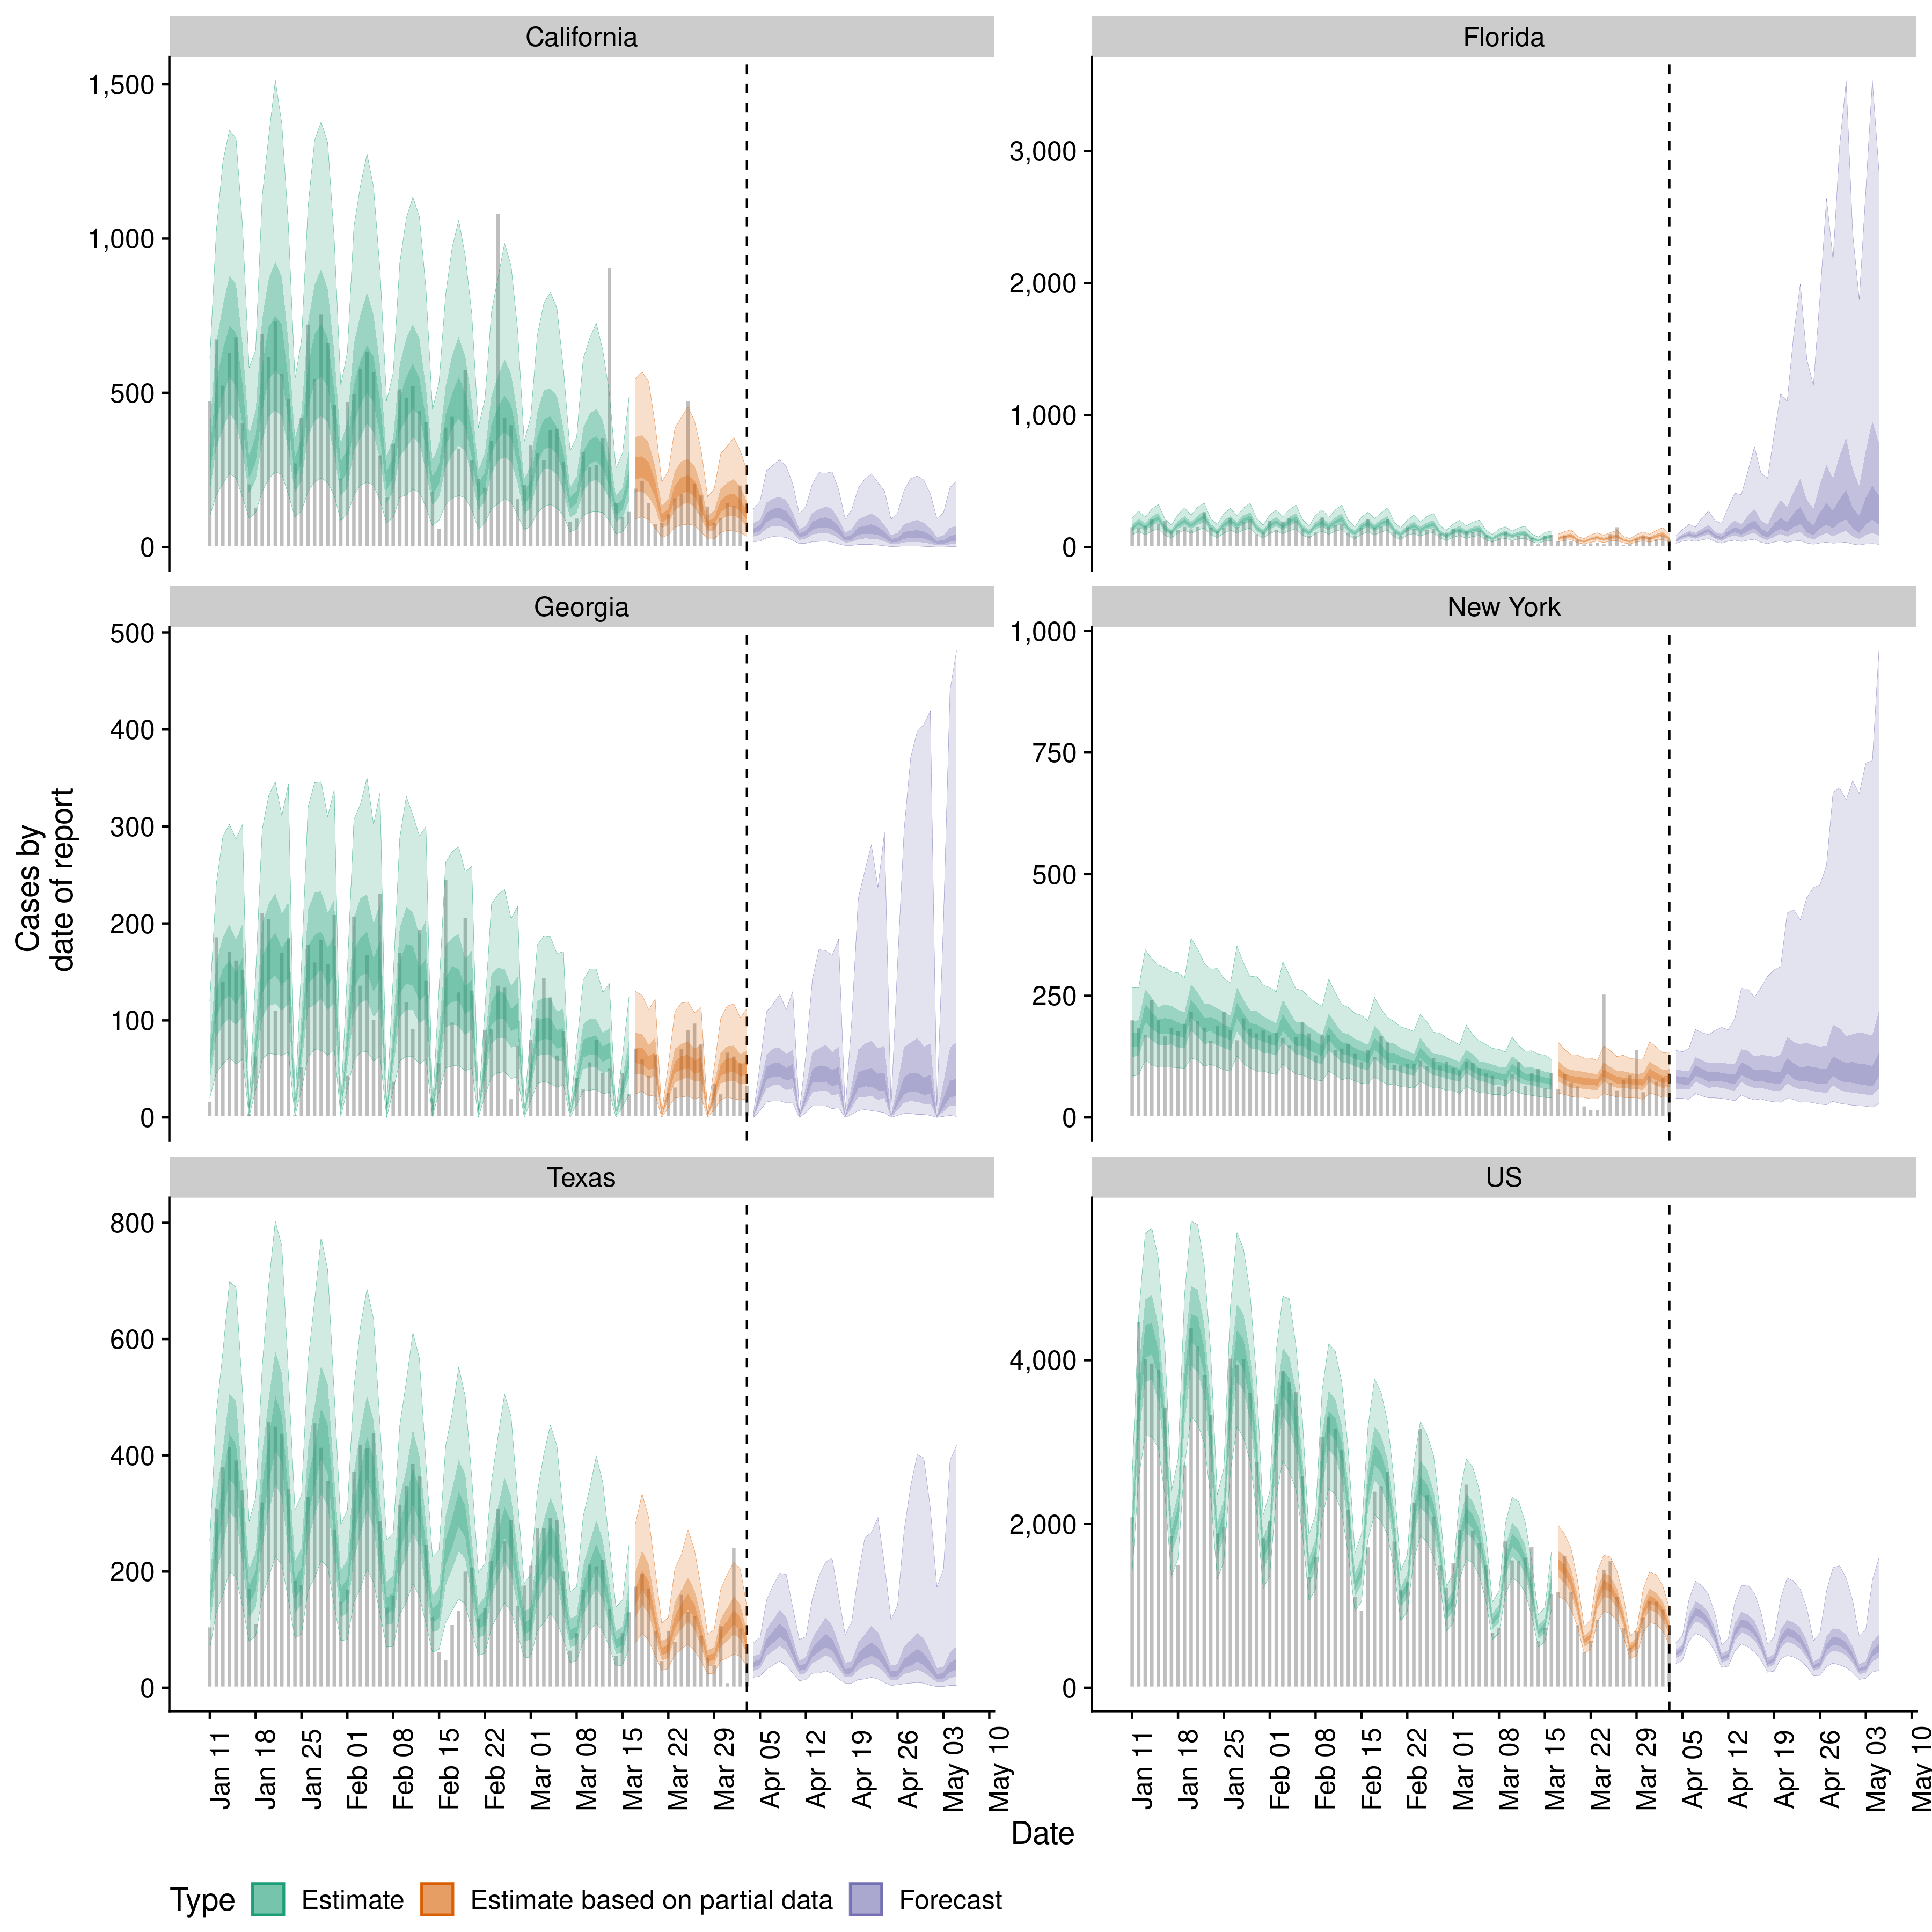 California
Florida
1,500
1,000
500
0
3,000
2,000
1,000
0
Georgia
New York
500
400
300
200
100
0
1,000
750
500
250
0
Cases by
date of report
Texas
US
800
600
400
200
0
4,000
2,000
0
Jan 11
Jan 18
Jan 25
Feb 01
Feb 08
Feb 15
Feb 22
Mar 01
Mar 08
Mar 15
Mar 22
Mar 29
Apr 05
Apr 12
Apr 19
Apr 26
May 03
May 10
Jan 11
Jan 18
Jan 25
Feb 01
Feb 08
Feb 15
Feb 22
Mar 01
Mar 08
Mar 15
Mar 22
Mar 29
Apr 05
Apr 12
Apr 19
Apr 26
May 03
May 10
Date
Type Estimate Estimate based on partial data Forecast